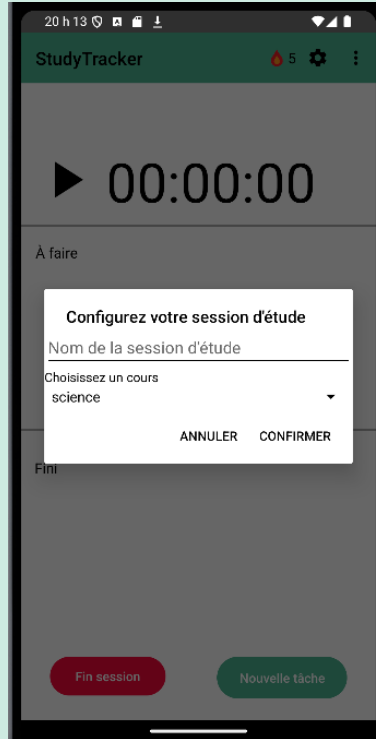 20 h 13
StudyTracker 5
00:00:00
À faire
Configurez votre session d'étude
Nom de la session d'étude
Choisissez un cours
science
ANNULER CONFIRMER
Fini
Fin session Nouvelle tâche